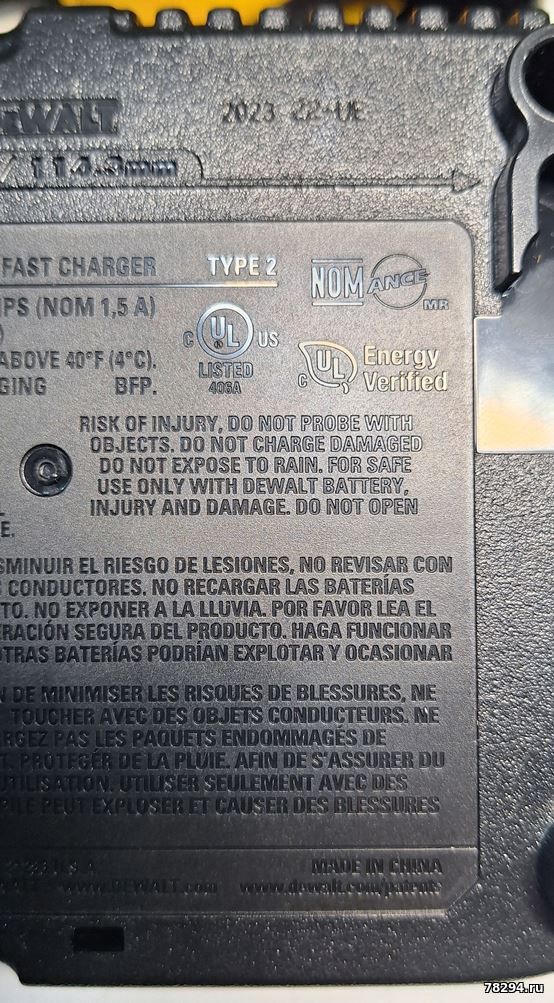 DEWALT
2023 22-UE
114.3mm
FAST CHARGER TYPE 2
NOM ANCE MR
(NOM 1,5 A)
C UL US
LISTED
406A
ABOVE 40°F (4°C).
BFP.
C UL Energy
Verified
RISK OF INJURY, DO NOT PROBE WITH
OBJECTS. DO NOT CHARGE DAMAGED
DO NOT EXPOSE TO RAIN. FOR SAFE
USE ONLY WITH DEWALT BATTERY,
INJURY AND DAMAGE. DO NOT OPEN
E.
SMINUIR EL RIESGO DE LESIONES, NO REVISAR CON
CONDUCTORES. NO RECARGAR LAS BATERÍAS
TO. NO EXPONER A LA LLUVIA. POR FAVOR LEA EL
ERACIÓN SEGURA DEL PRODUCTO. HAGA FUNCIONAR
OTRAS BATERÍAS PODRÍAN EXPLOTAR Y OCASIONAR
N DE MINIMISER LES RISQUES DE BLESSURES, NE
TOUCHER AVEC DES OBJETS CONDUCTEURS. NE
RGEZ PAS LES PAQUETS ENDOMMAGÉS DE
PROTEGÉR DE LA PLUIE. AFIN DE S'ASSURER DU
UTILISATION. UTILISER SEULEMENT AVEC DES
PEUT EXPLOSER ET CAUSER DES BLESSURES
MADE IN CHINA
www.DEWALT.com www.dewalt.com/patents
78294.ru